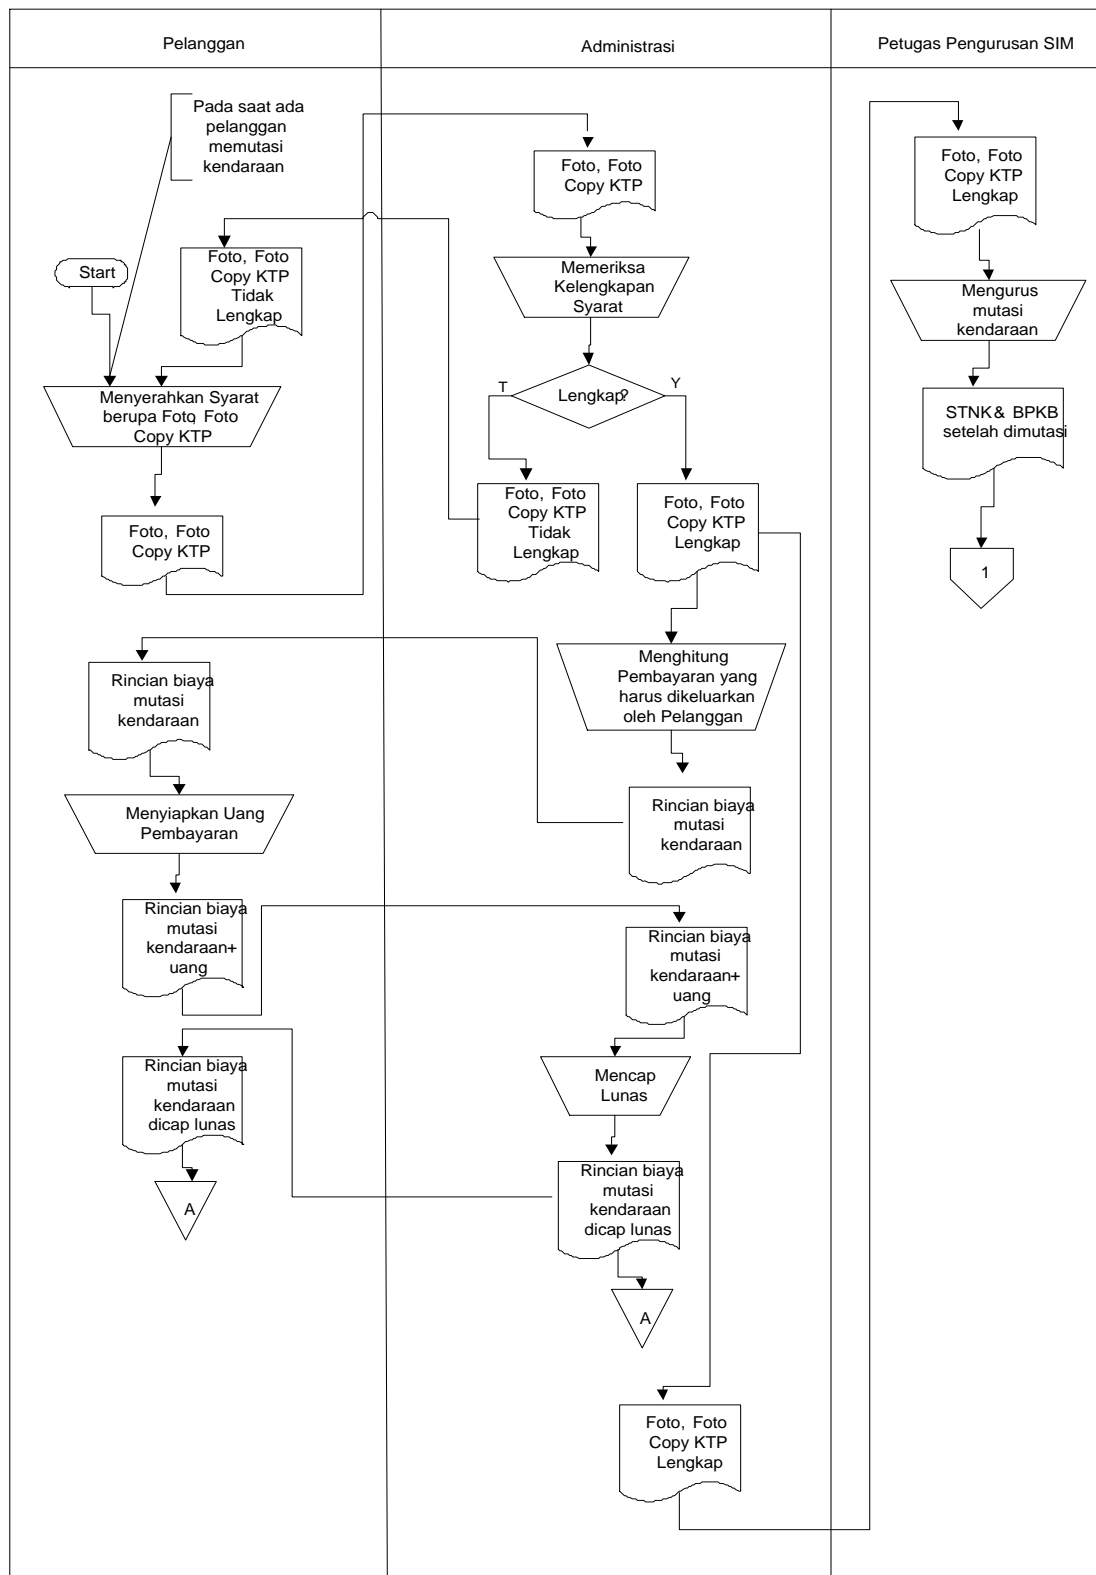 Pelanggan
Administrasi
Petugas Pengurusan SIM
Pada saat ada
pelanggan
memutasi
kendaraan
Start
Foto, Foto
Copy KTP
Tidak
Lengkap
Menyerahkan Syarat
berupa Foto, Foto
Copy KTP
Foto, Foto
Copy KTP
Rincian biaya
mutasi
kendaraan
Menyiapkan Uang
Pembayaran
Rincian biaya
mutasi
kendaraan+
uang
Rincian biaya
mutasi
kendaraan
dicap lunas
A
Foto, Foto
Copy KTP
Memeriksa
Kelengkapan
Syarat
T
Lengkap?
Y
Foto, Foto
Copy KTP
Tidak
Lengkap
Foto, Foto
Copy KTP
Lengkap
Menghitung
Pembayaran yang
harus dikeluarkan
oleh Pelanggan
Rincian biaya
mutasi
kendaraan
Rincian biaya
mutasi
kendaraan+
uang
Mencap
Lunas
Rincian biaya
mutasi
kendaraan
dicap lunas
A
Foto, Foto
Copy KTP
Lengkap
Foto, Foto
Copy KTP
Lengkap
Mengurus
mutasi
kendaraan
STNK & BPKB
setelah dimutasi
1